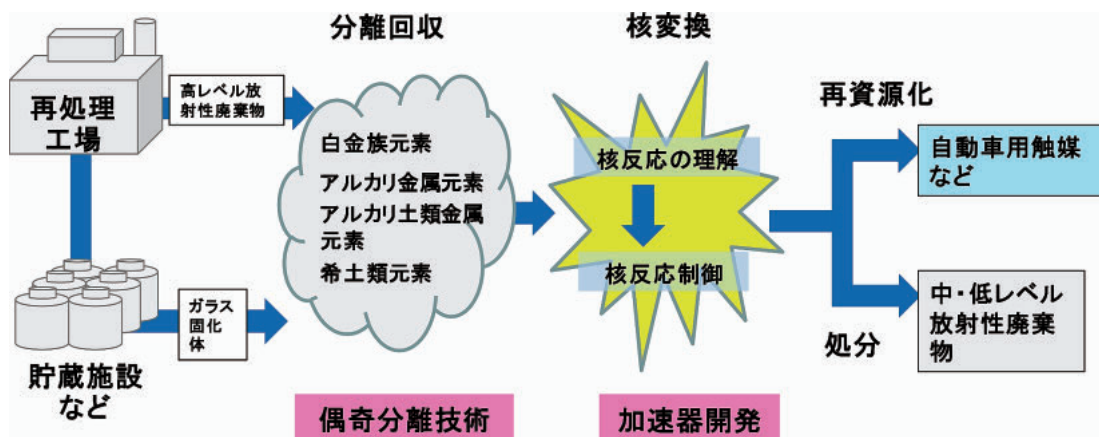 分離回収
核変換
再処理
工場
高レベル放
射性廃棄物
白金族元素
アルカリ金属元素
アルカリ土類金属
元素
希土類元素
核反応の理解
核反応制御
再資源化
自動車用触媒
など
処分
中・低レベル
放射性廃棄
物
ガラス
固化
体
貯蔵施設
など
偶奇分離技術
加速器開発